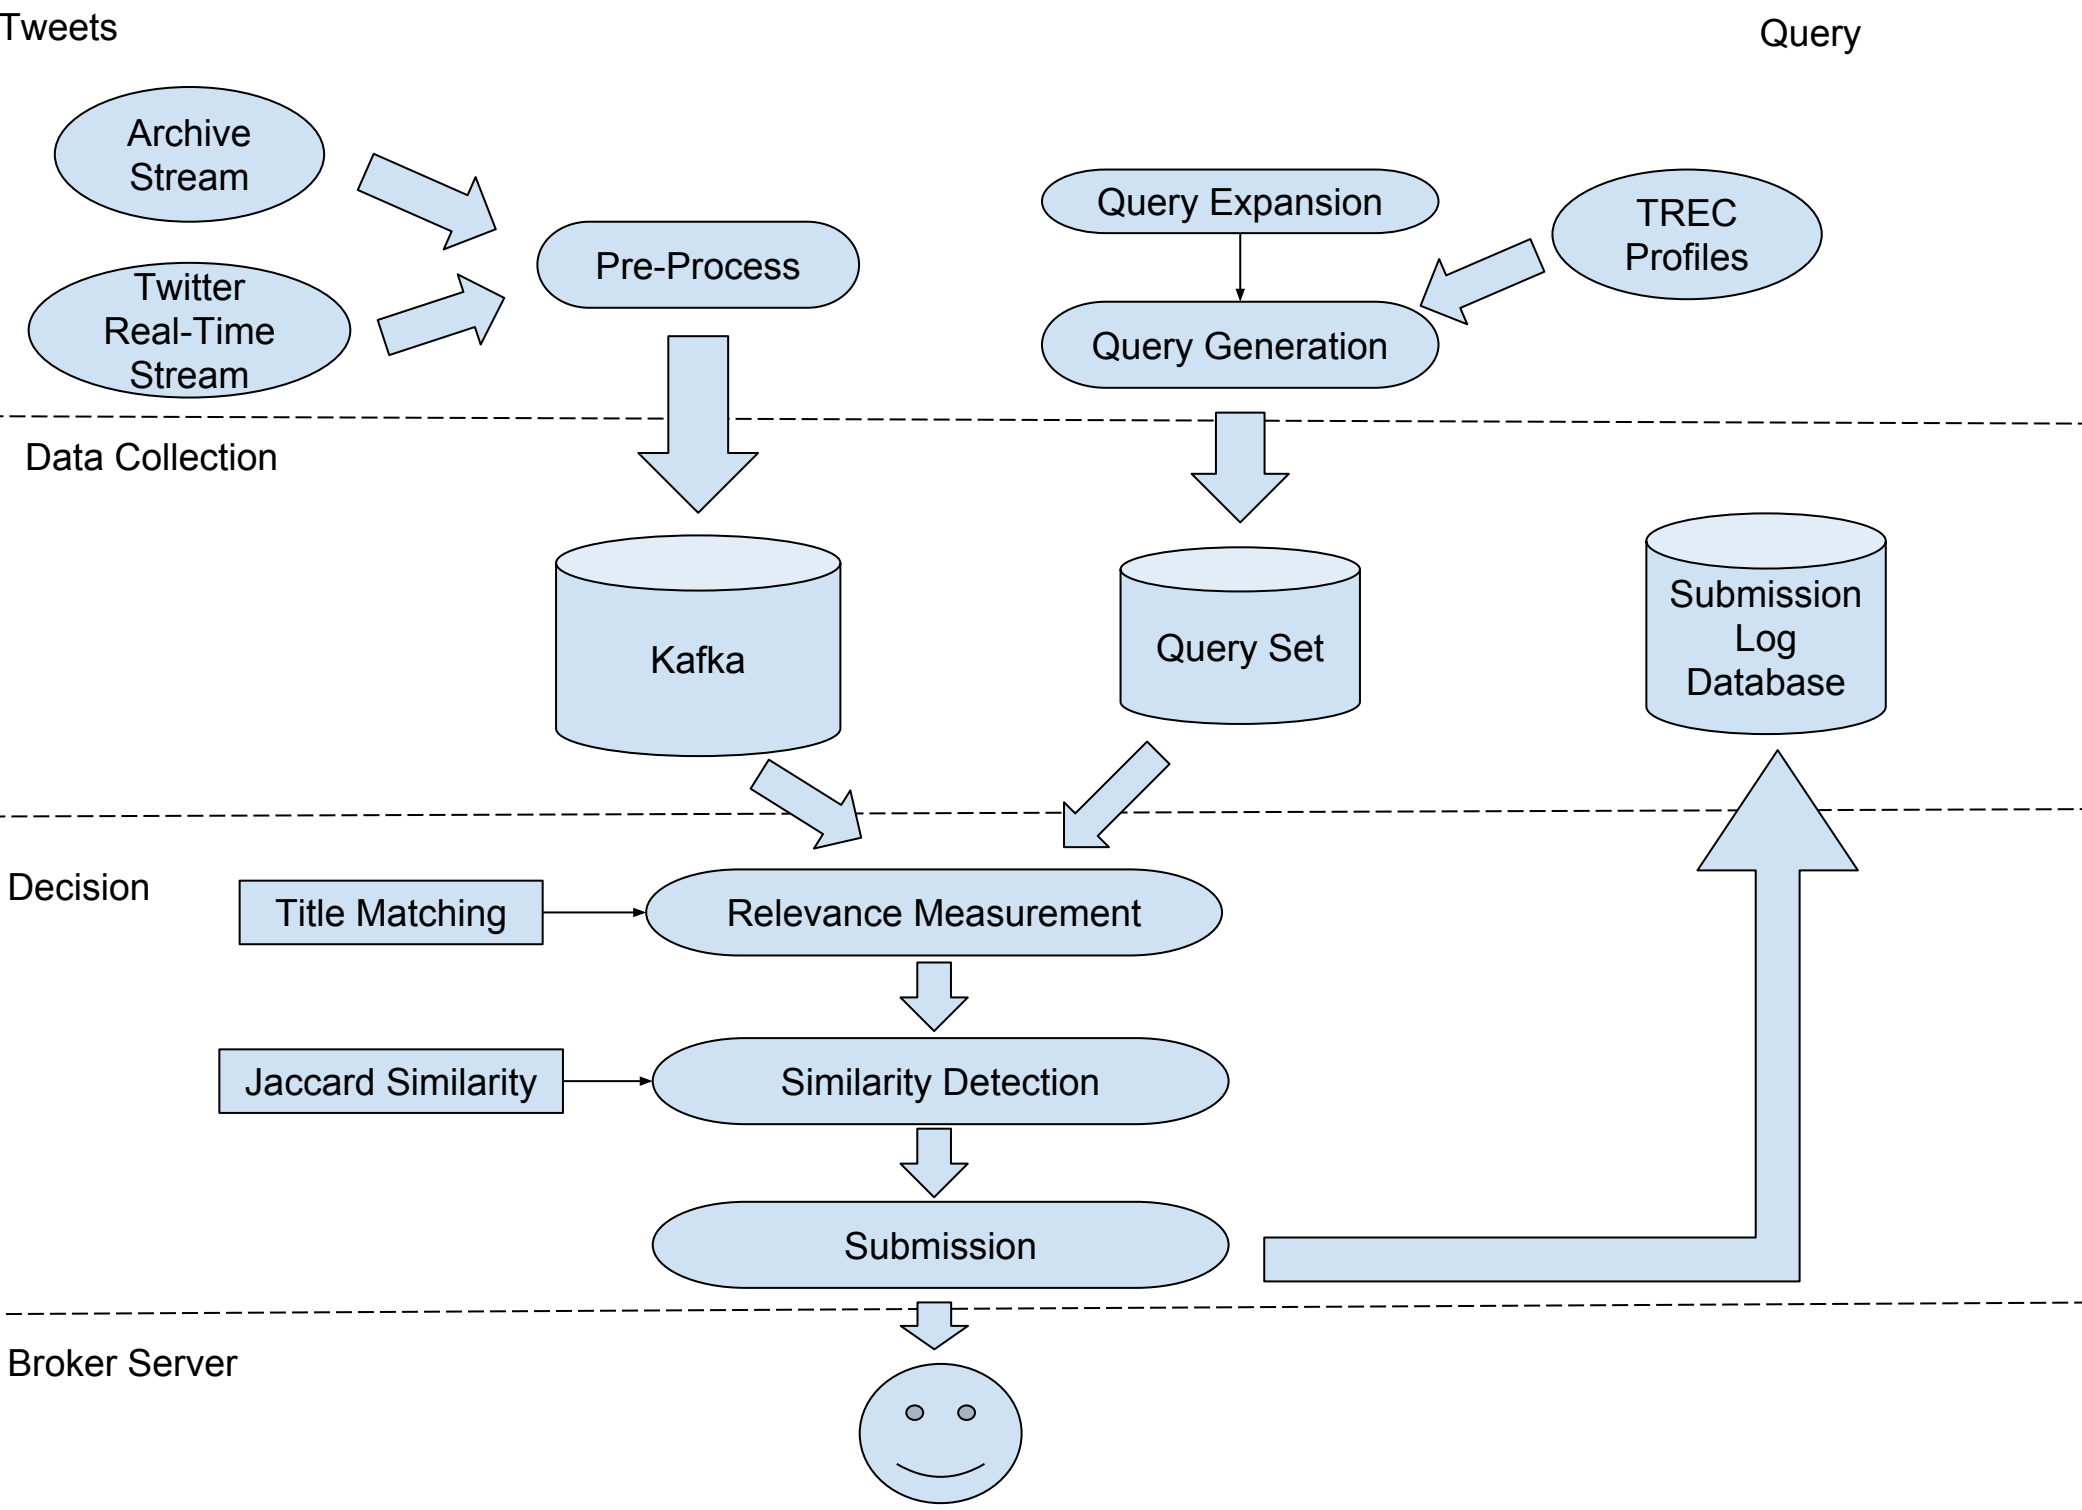 Tweets
Query
Archive
Stream
Twitter
Real-Time
Stream
Pre-Process
Query Expansion
Query Generation
TREC
Profiles
Data Collection
Kafka
Query Set
Submission
Log
Database
Decision
Title Matching
Relevance Measurement
Jaccard Similarity
Similarity Detection
Submission
Broker Server